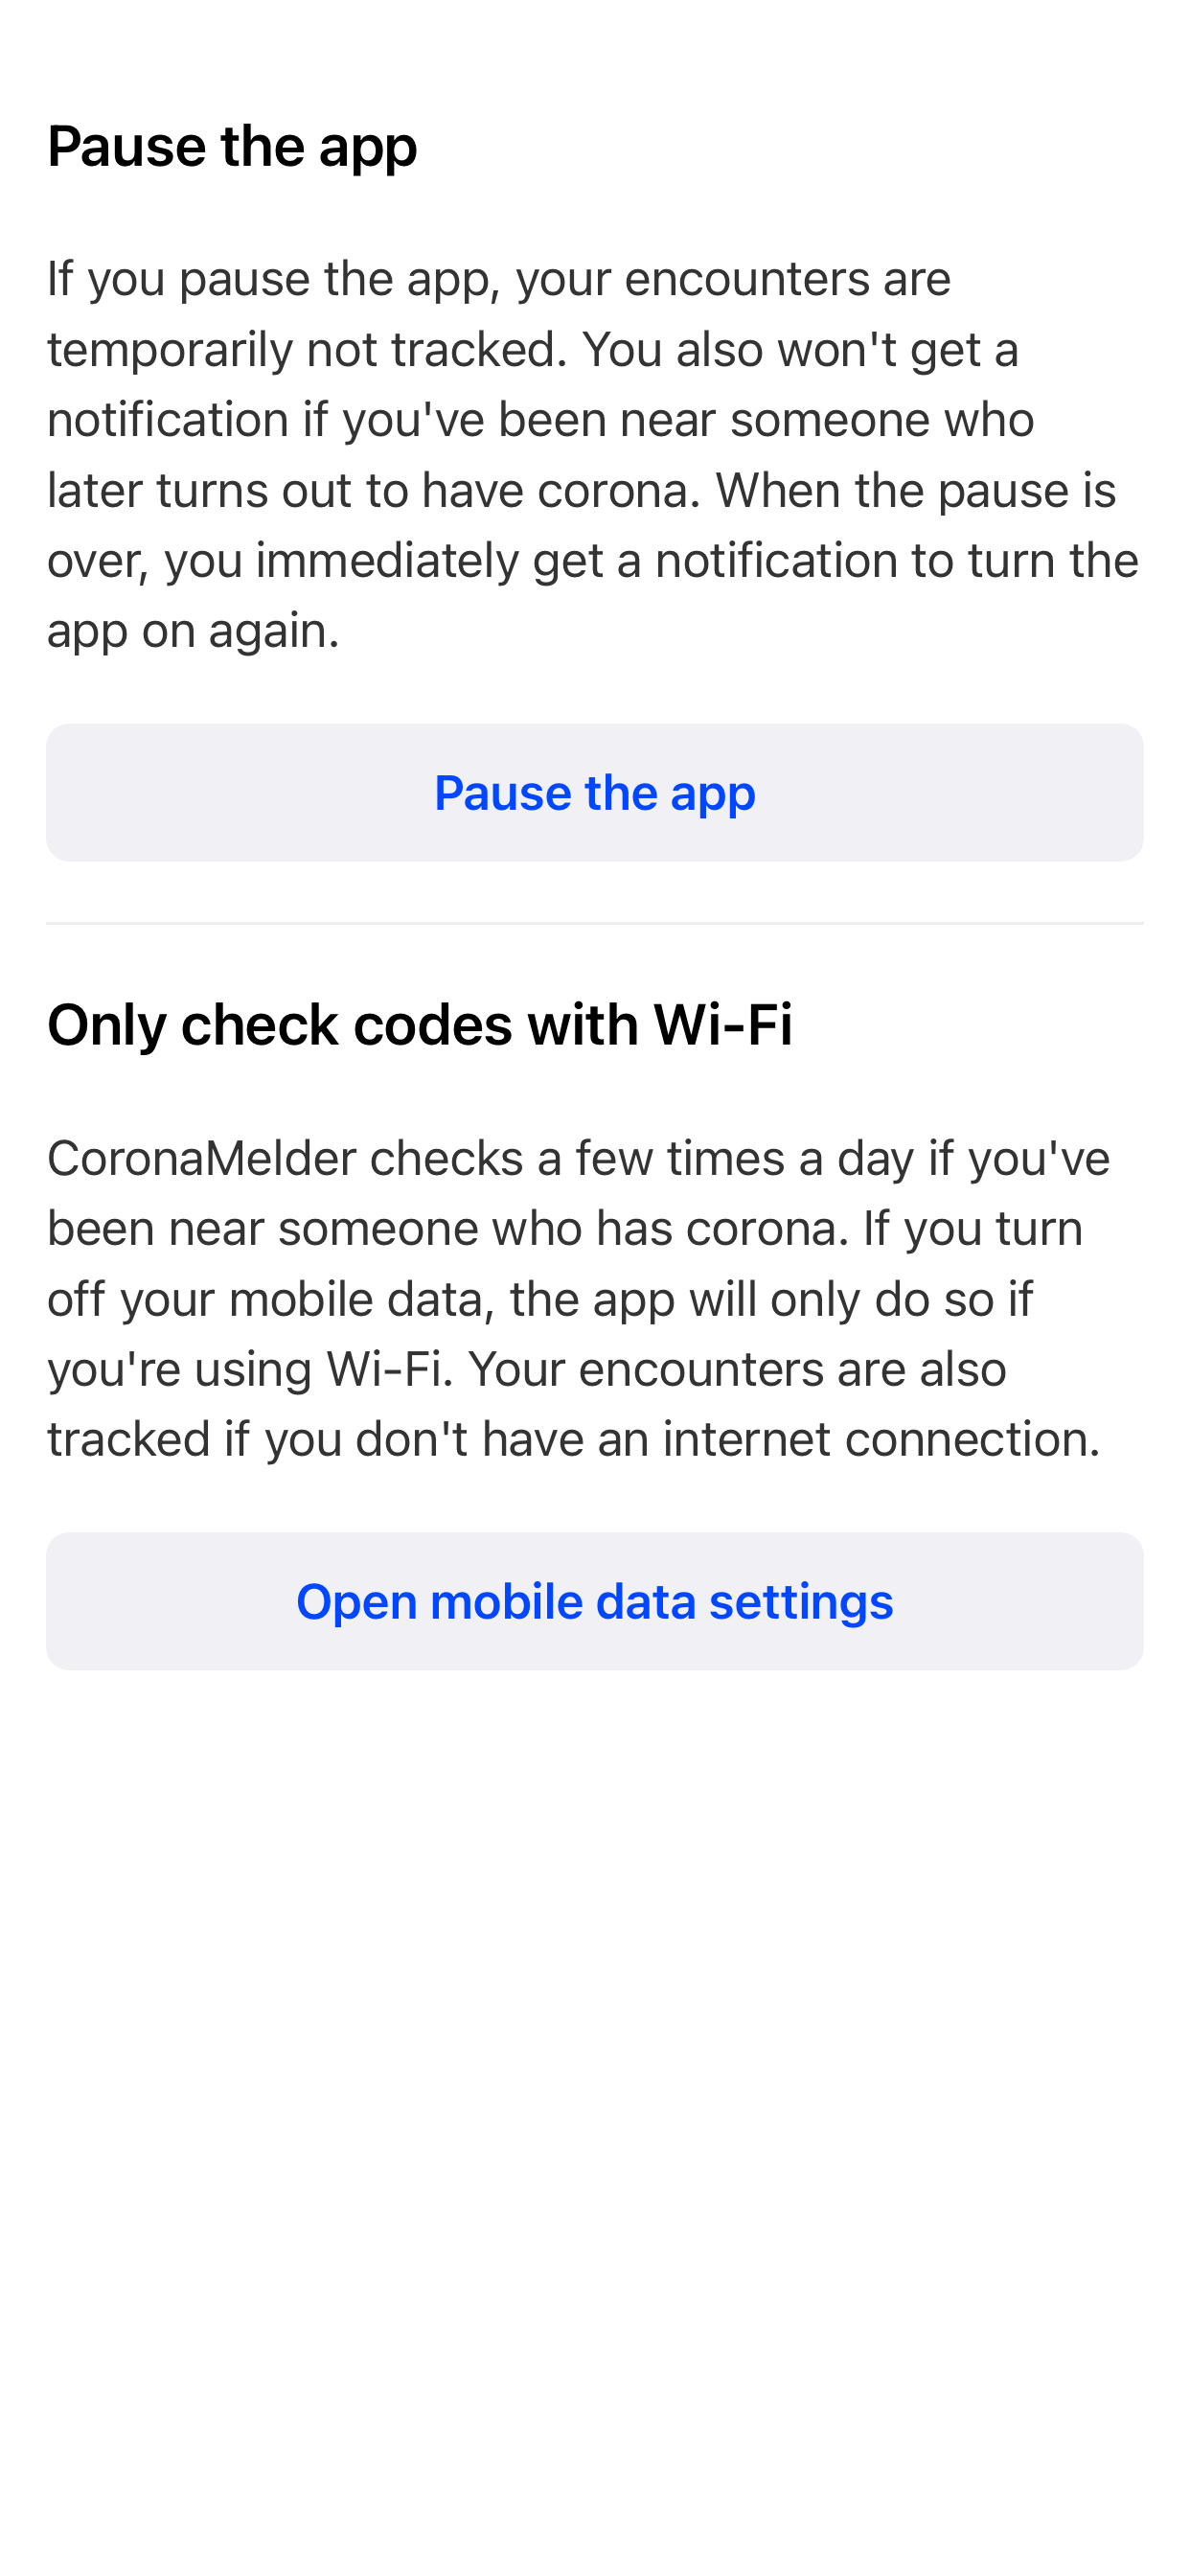 Pause the app
If you pause the app, your encounters are
temporarily not tracked. You also won't get a
notification if you've been near someone who
later turns out to have corona. When the pause is
over, you immediately get a notification to turn the
app on again.
Pause the app
Only check codes with Wi-Fi
CoronaMelder checks a few times a day if you've
been near someone who has corona. If you turn
off your mobile data, the app will only do so if
you're using Wi-Fi. Your encounters are also
tracked if you don't have an internet connection.
Open mobile data settings